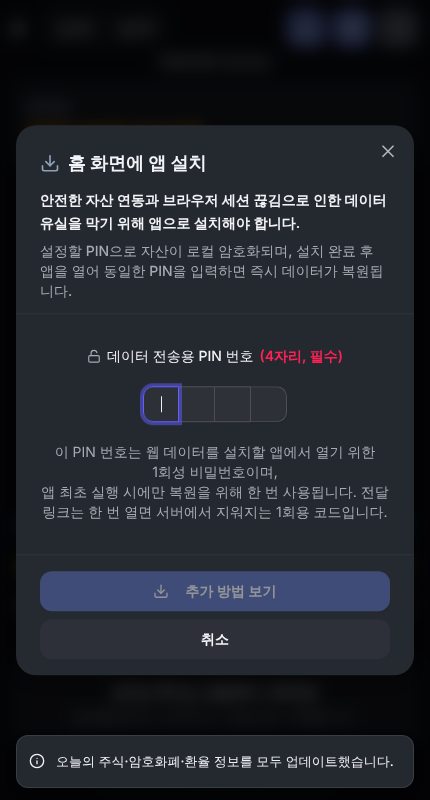 홈 화면에 앱 설치
안전한 자산 연동과 브라우저 세션 끊김으로 인한 데이터
유실을 막기 위해 앱으로 설치해야 합니다.
설정할 PIN으로 자산이 로컬 암호화되며, 설치 완료 후
앱을 열어 동일한 PIN을 입력하면 즉시 데이터가 복원됩
니다.
데이터 전송용 PIN 번호 (4자리, 필수)
이 PIN 번호는 웹 데이터를 설치할 앱에서 열기 위한
1회성 비밀번호이며,
앱 최초 실행 시에만 복원을 위해 한 번 사용됩니다. 전달
링크는 한 번 열면 서버에서 지워지는 1회용 코드입니다.
추가 방법 보기
취소
오늘의 주식·암호화폐·환율 정보를 모두 업데이트했습니다.